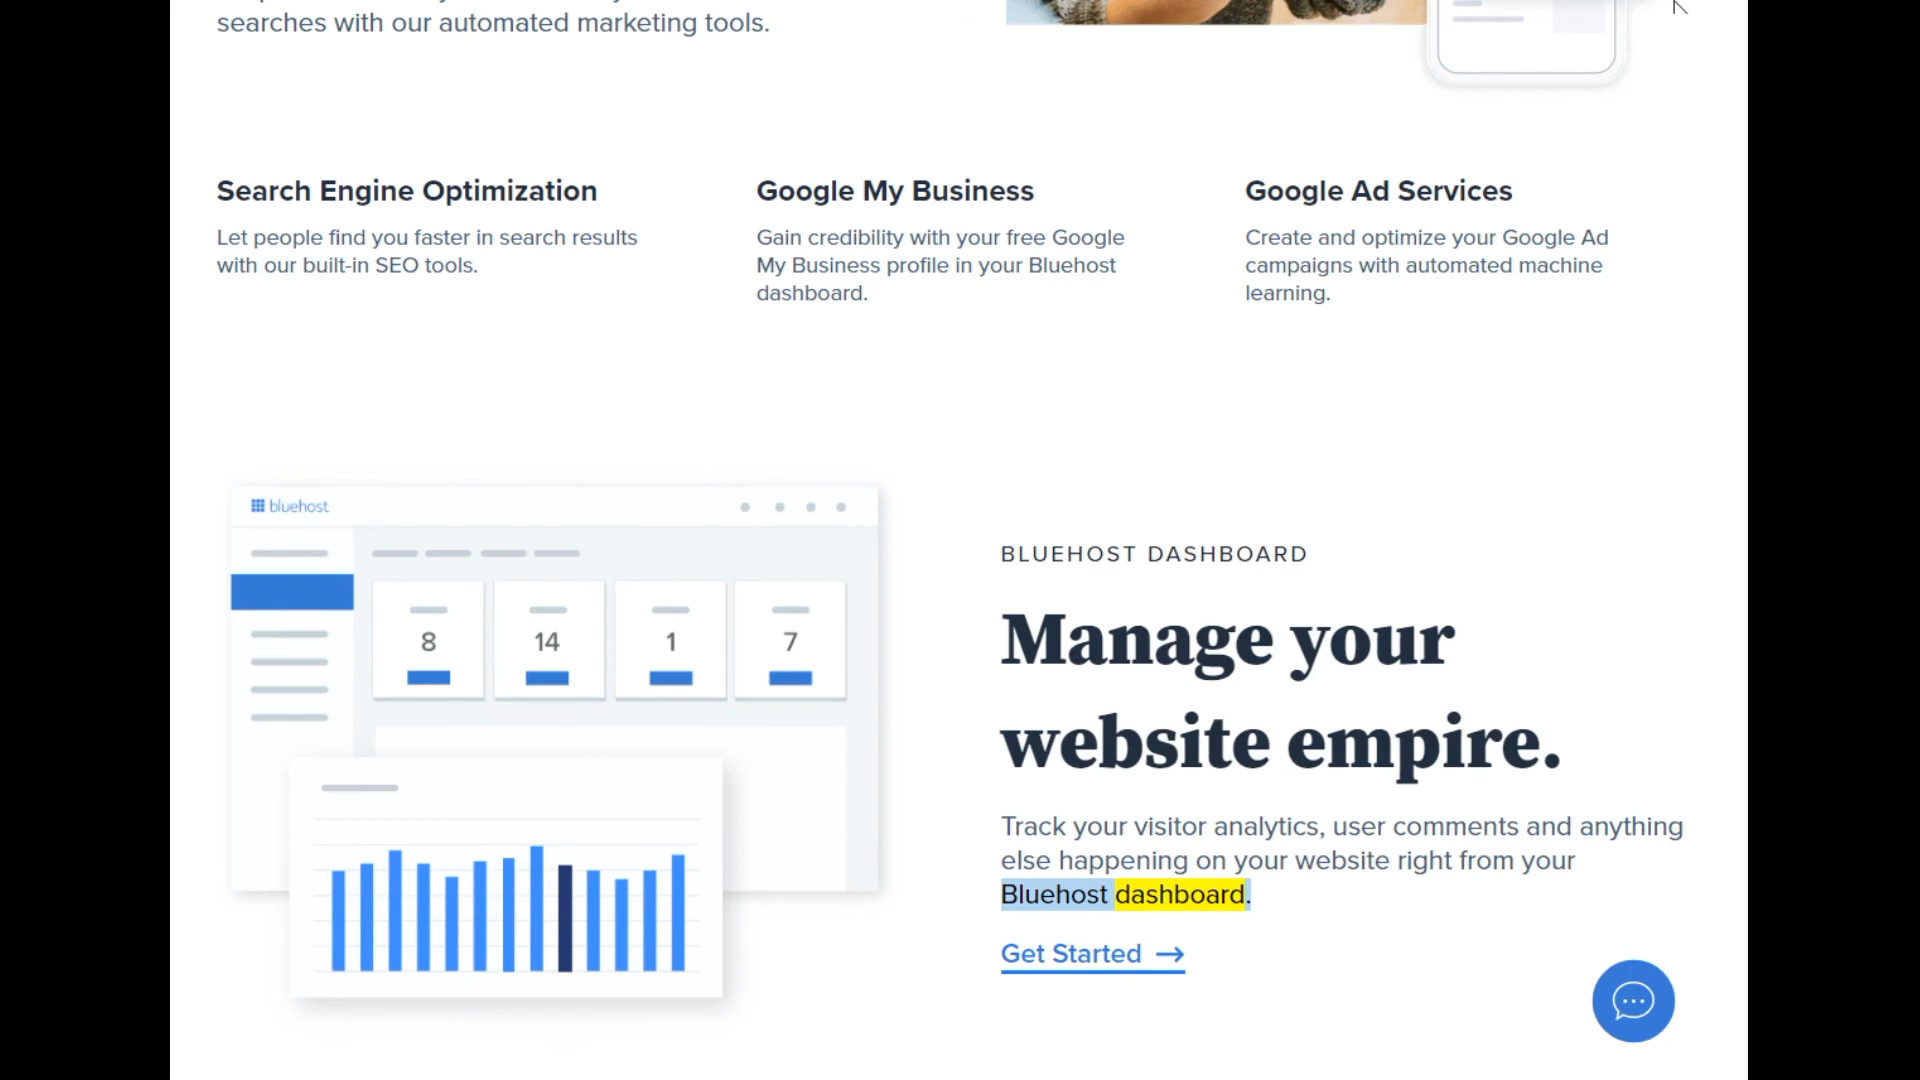 searches with our automated marketing tools.
Search Engine Optimization
Let people find you faster in search results
with our built-in SEO tools.
Google My Business
Gain credibility with your free Google
My Business profile in your Bluehost
dashboard.
Google Ad Services
Create and optimize your Google Ad
campaigns with automated machine
learning.
bluehost
8
14
1
7
BLUEHOST DASHBOARD
Manage your
website empire.
Track your visitor analytics, user comments and anything
else happening on your website right from your
Bluehost dashboard.
Get Started →